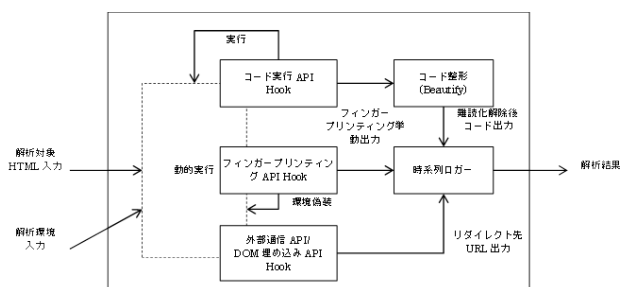 実行
コード実行 API
Hook
コード整形
(Beautify)
フィンガー
プリンティング挙
動出力
難読化解除後
コード出力
解析対象
HTML 入力
動的実行
フィンガープリンティン
グ API Hook
時系列ロガー
解析結果
環境偽装
解析環境
入力
外部通信 API/
DOM 埋め込み API
Hook
リダイレクト先
URL 出力